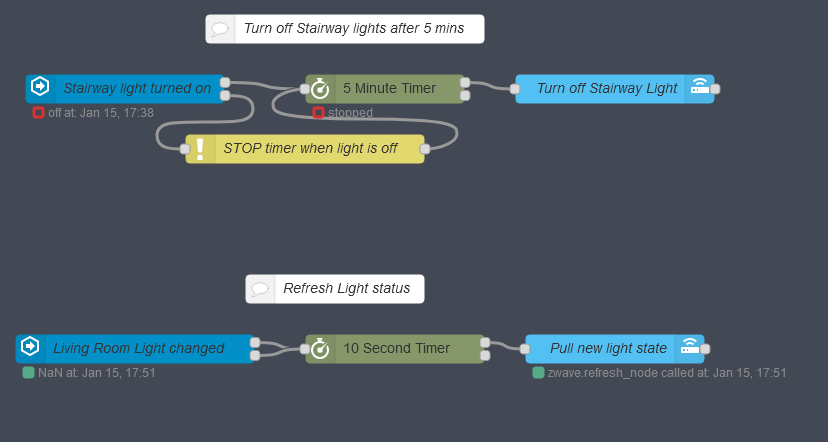 Turn off Stairway lights after 5 mins
Stairway light turned on
5 Minute Timer
Turn off Stairway Light
off at: Jan 15, 17:38
stopped
STOP timer when light is off
Refresh Light status
Living Room Light changed
10 Second Timer
Pull new light state
NaN at: Jan 15, 17:51
zwave.refresh_node called at: Jan 15, 17:51